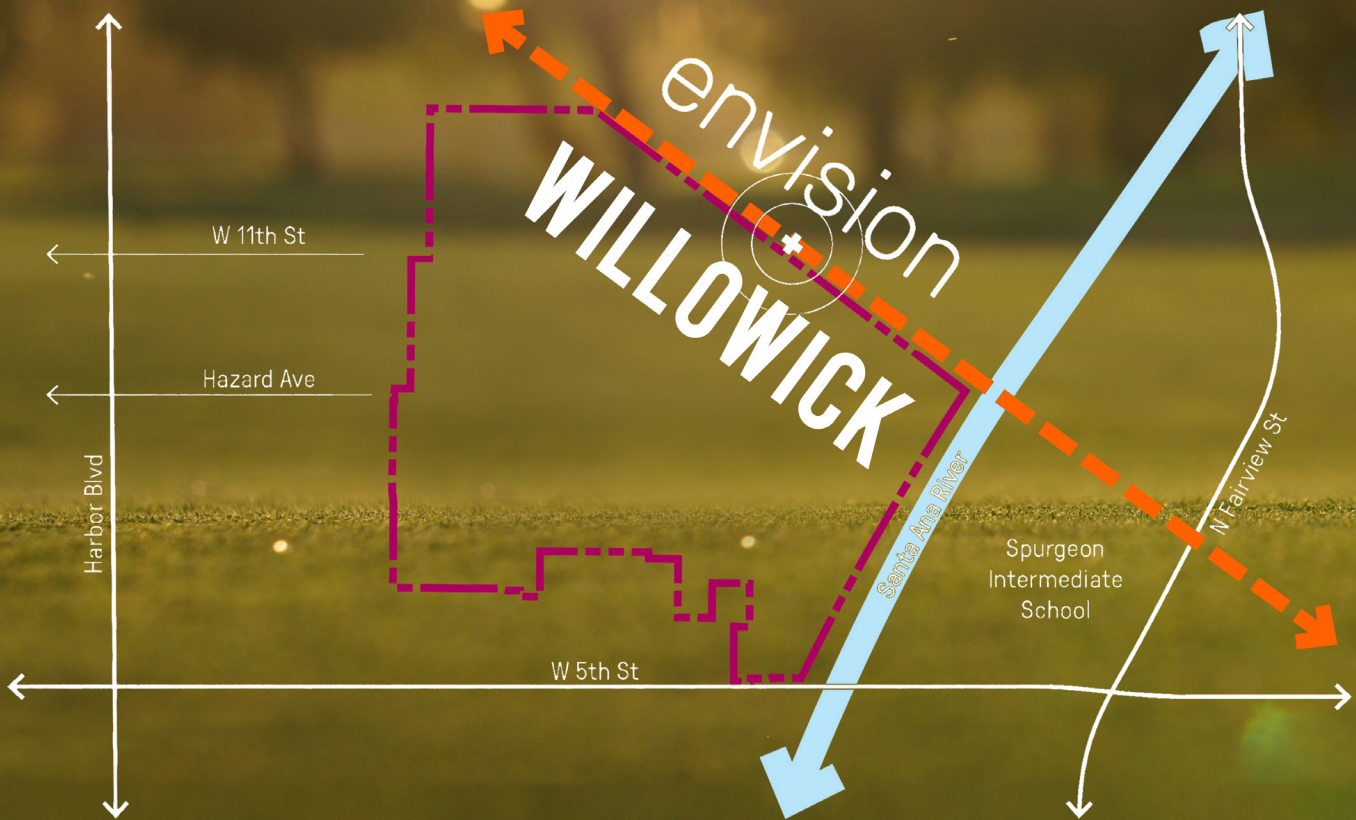 envision
WILLOWICK
W 11th St
Hazard Ave
Harbor Blvd
Santa Ana River
N Fairview St
Spurgeon
Intermediate
School
W 5th St